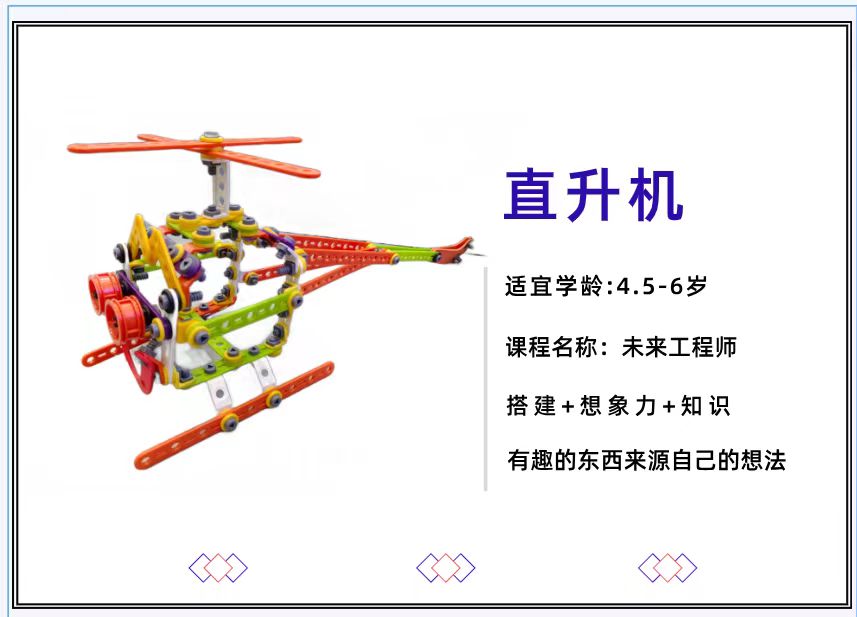 直升机
适宜学龄:4.5-6岁
课程名称：未来工程师
搭建+想象力+知识
有趣的东西来源自己的想法